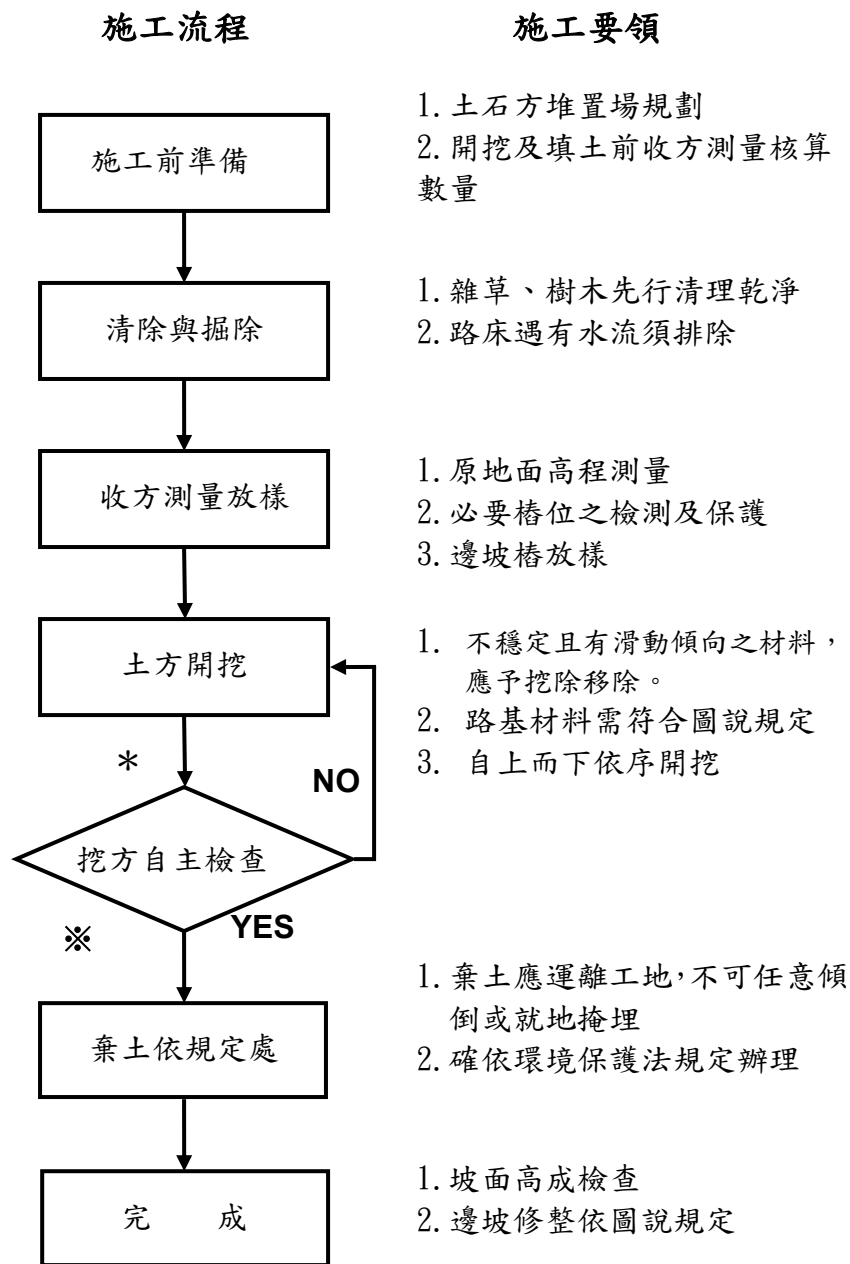 施工流程
施工要領
施工前準備
1.土石方堆置場規劃
2.開挖及填土前收方測量核算
數量
清除與掘除
1.雜草、樹木先行清理乾淨
2.路床遇有水流須排除
收方測量放樣
1.原地面高程測量
2.必要樁位之檢測及保護
3.邊坡樁放樣
土方開挖
1. 不穩定且有滑動傾向之材料，
應予挖除移除。
2. 路基材料需符合圖說規定
3. 自上而下依序開挖
＊
NO
挖方自主檢查
※
YES
棄土依規定處
1.棄土應運離工地，不可任意傾
倒或就地掩埋
2.確依環境保護法規定辦理
完 成
1.坡面高成檢查
2.邊坡修整依圖說規定